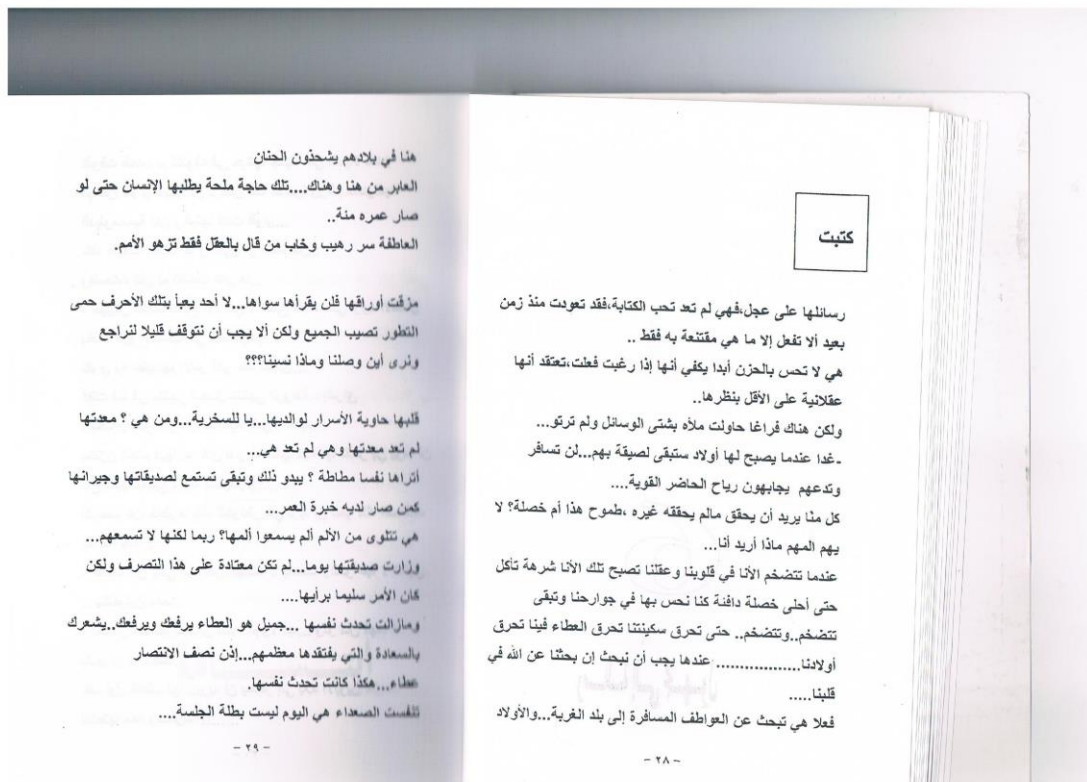 كتبت
رسائلها على عجل،فهي لم تعد تحب الكتابة،فقد تعودت منذ زمن
بعيد ألا تفعل إلا ما هي مقتنعة به فقط ..
هي لا تحس بالحزن أبدا يكفي أنها إذا رغبت فعلت،تعتقد أنها
عقلانية على الأقل بنظرها..
ولكن هناك فراغا حاولت ملأه بشتى الوسائل ولم ترتو...
-غدا عندما يصبح لها أولاد ستبقى لصيقة بهم...لن تسافر
وتدعهم يجابهون رياح الحاضر القوية....
كل منا يريد أن يحقق مالم يحققه غيره ،طموح هذا أم خصلة؟ لا
يهم المهم ماذا أريد أنا...
عندما تتضخم الأنا في قلوبنا وعقلنا تصبح تلك الأنا شرهة تأكل
حتى أحلى خصلة دافئة كنا نحس بها في جوارحنا وتبقى
تتضخم..وتتضخم.. حتى تحرق سكينتنا تحرق العطاء فينا تحرق
أولادنا................. عندها يجب أن نبحث إن بحثنا عن الله في
قلبنا.....
فعلا هي تبحث عن العواطف المسافرة إلى بلد الغربة...والأولاد
– ٢٨ –
هنا في بلادهم يشحذون الحنان
العابر من هنا وهناك....تلك حاجة ملحة يطلبها الإنسان حتى لو
صار عمره منة..
العاطفة سر رهيب وخاب من قال بالعقل فقط تزهو الأمم.
مزقت أوراقها فلن يقرأها سواها...لا أحد يعبأ بتلك الأحرف حمى
التطور تصيب الجميع ولكن ألا يجب أن نتوقف قليلا لنراجع
ونرى أين وصلنا وماذا نسينا؟؟؟
قلبها حاوية الأسرار لوالديها...يا للسخرية...ومن هي ؟ معدتها
لم تعد معدتها وهي لم تعد هي...
أتراها نفسا مطاطة ؟ يبدو ذلك وتبقى تستمع لصديقاتها وجيرانها
كمن صار لديه خبرة العمر...
هي تتلوى من الألم ألم يسمعوا ألمها؟ ربما لكنها لا تسمعهم...
وزارت صديقتها يوما...لم تكن معتادة على هذا التصرف ولكن
كان الأمر سليما برأيها....
ومازالت تحدث نفسها ...جميل هو العطاء يرفعك ويرفعك..يشعرك
بالسعادة والتي يفتقدها معظمهم...إذن نصف الانتصار
عطاء...هكذا كانت تحدث نفسها
تنفست الصعداء هي اليوم ليست بطلة الجلسة....
– ٢٩ –